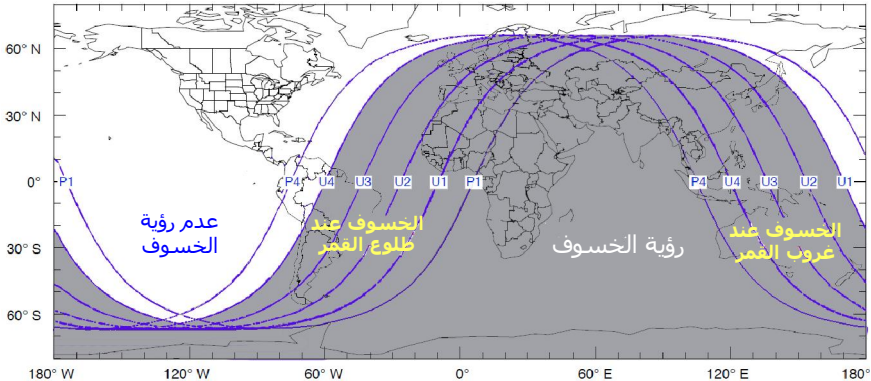 60° N
30° N
0°
30° S
60° S
P1
P4
U4
U3
U2
U1
P1
P4
U4
U3
U2
U1
عدم رؤية
الخسوف
الخسوف عند
طلوع القمر
رؤية الخسوف
الخسوف عند
غروب القمر
180° W
120° W
60° W
0°
60° E
120° E
180°